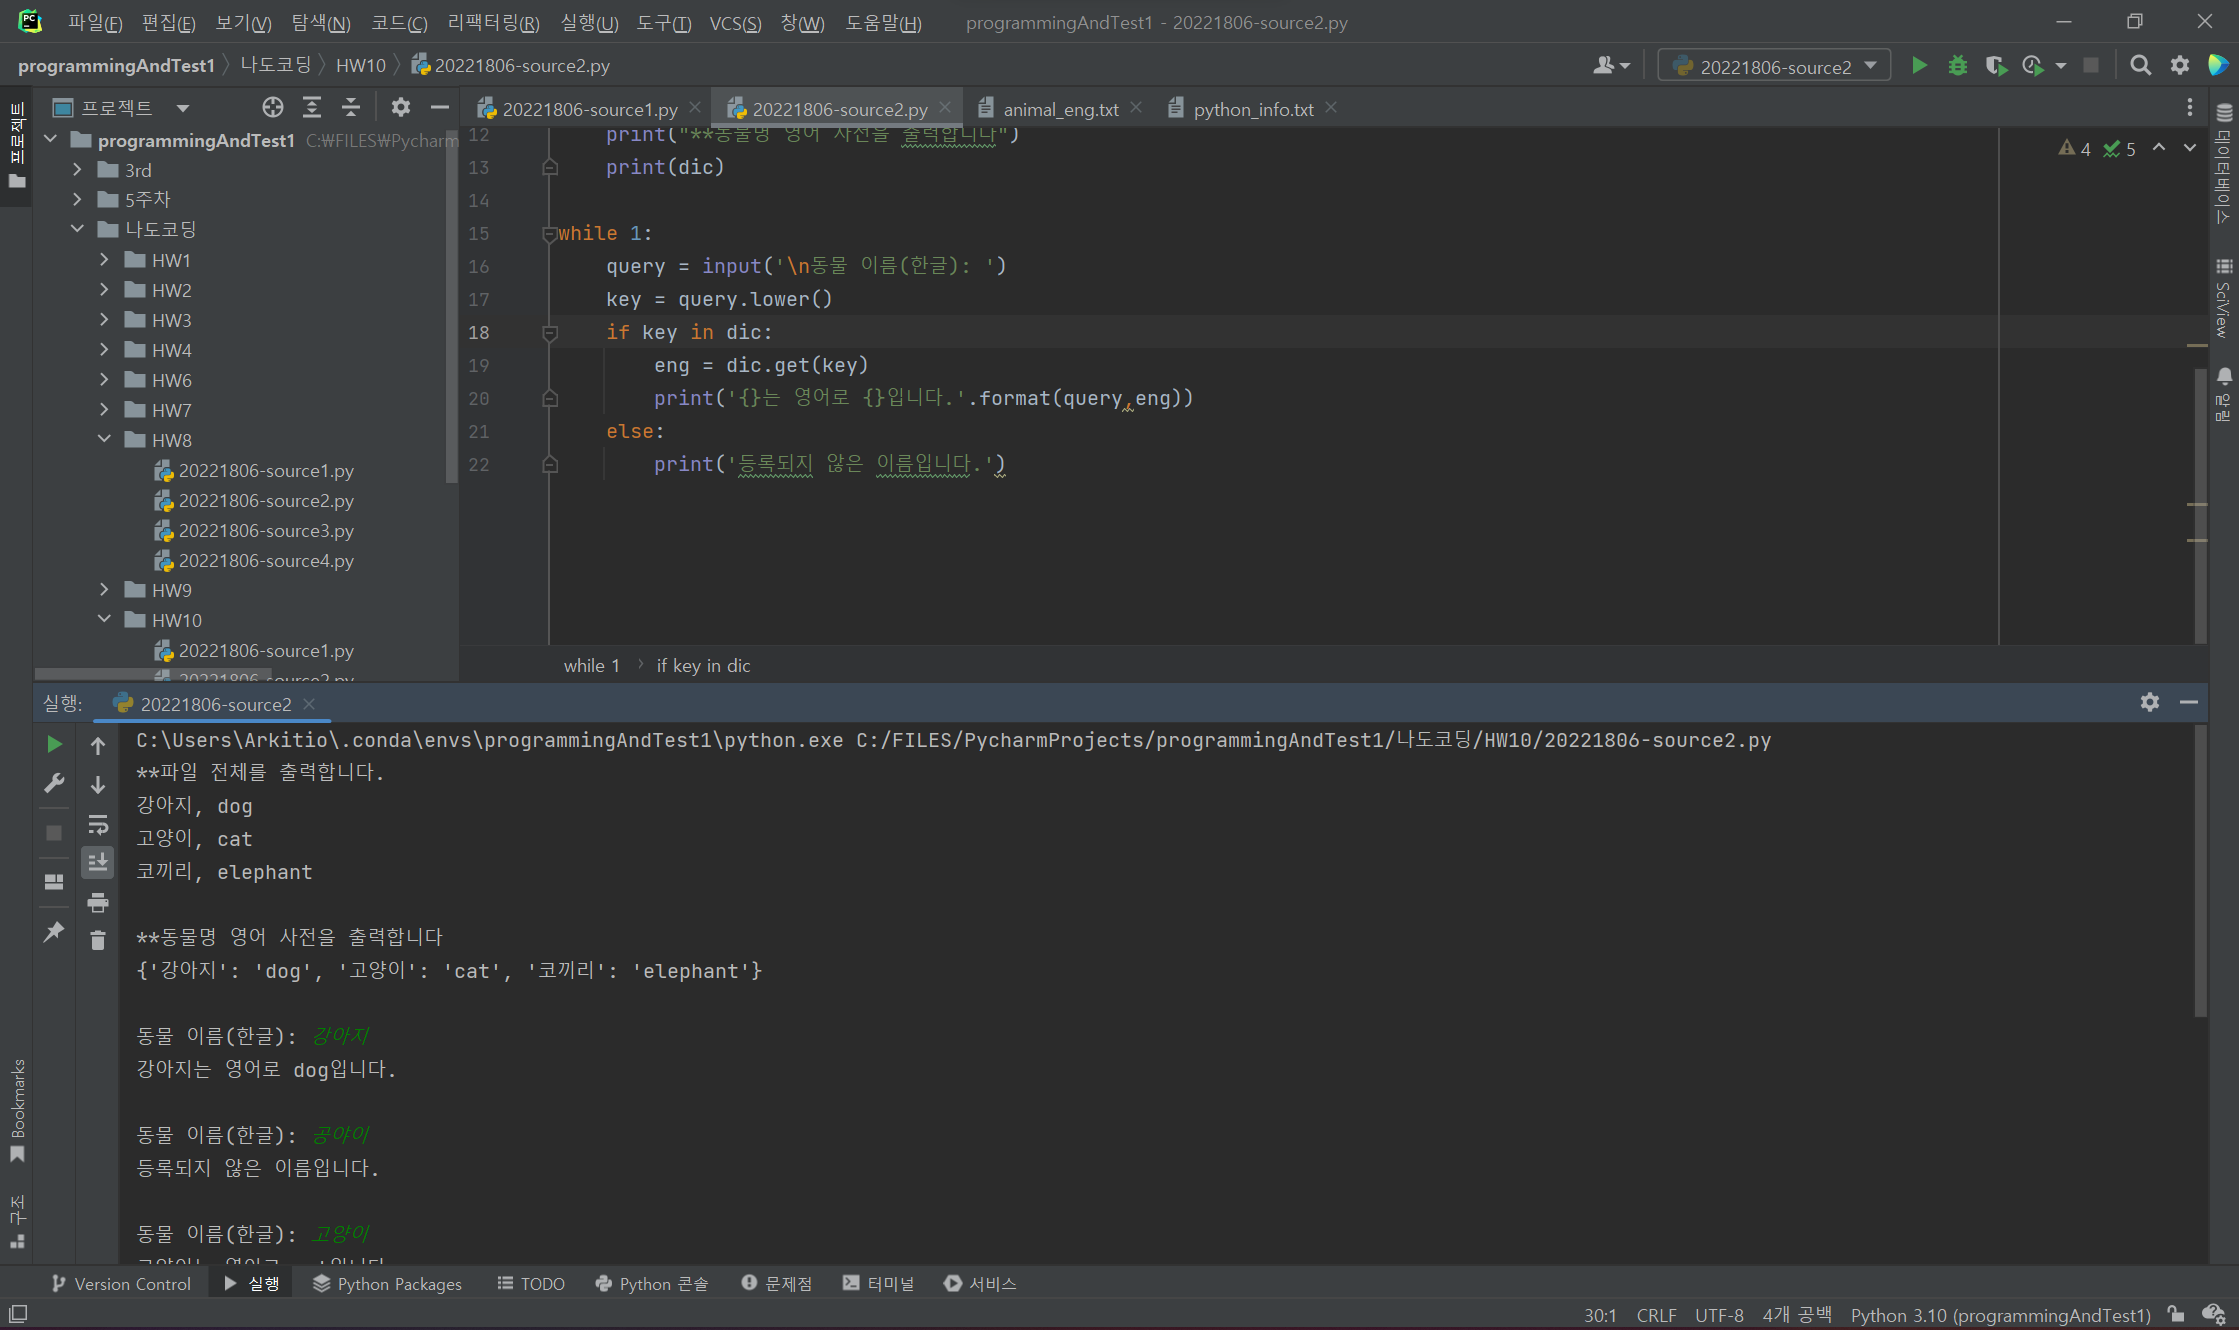 파일(F) 편집(E) 보기(V) 탐색(N) 코드(C) 리팩터링(R) 실행(U) 도구(T) VCS(S) 창(W) 도움말(H) programmingAndTest1 - 20221806-source2.py
programmingAndTest1 나도코딩 HW10 20221806-source2.py 20221806-source2
프로젝트 20221806-source1.py 20221806-source2.py animal_eng.txt python_info.txt
프로젝트
programmingAndTest1 C:₩FILES₩Pycharm
3rd
5주차
나도코딩
HW1
HW2
HW3
HW4
HW6
HW7
HW8
20221806-source1.py
20221806-source2.py
20221806-source3.py
20221806-source4.py
HW9
HW10
20221806-source1.py
20221806-source2.py
12 print("**동물명 영어 사전을 출력합니다")
13 print(dic)
14
15 while 1:
16 query = input('\n동물 이름(한글): ')
17 key = query.lower()
18 if key in dic:
19 eng = dic.get(key)
20 print('{}는 영어로 {}입니다.'.format(query,eng))
21 else:
22 print('등록되지 않은 이름입니다.')
4 5
데이터베이스
SciView
알림
while 1 if key in dic
실행: 20221806-source2
C:\Users\Arkitio\.conda\envs\programmingAndTest1\python.exe C:/FILES/PycharmProjects/programmingAndTest1/나도코딩/HW10/20221806-source2.py
**파일 전체를 출력합니다.
강아지, dog
고양이, cat
코끼리, elephant
**동물명 영어 사전을 출력합니다
{'강아지': 'dog', '고양이': 'cat', '코끼리': 'elephant'}
동물 이름(한글): 강아지
강아지는 영어로 dog입니다.
동물 이름(한글): 공야이
등록되지 않은 이름입니다.
동물 이름(한글): 고양이
Bookmarks
구조
Version Control 실행 Python Packages TODO Python 콘솔 문제점 터미널 서비스
30:1 CRLF UTF-8 4개 공백 Python 3.10 (programmingAndTest1)